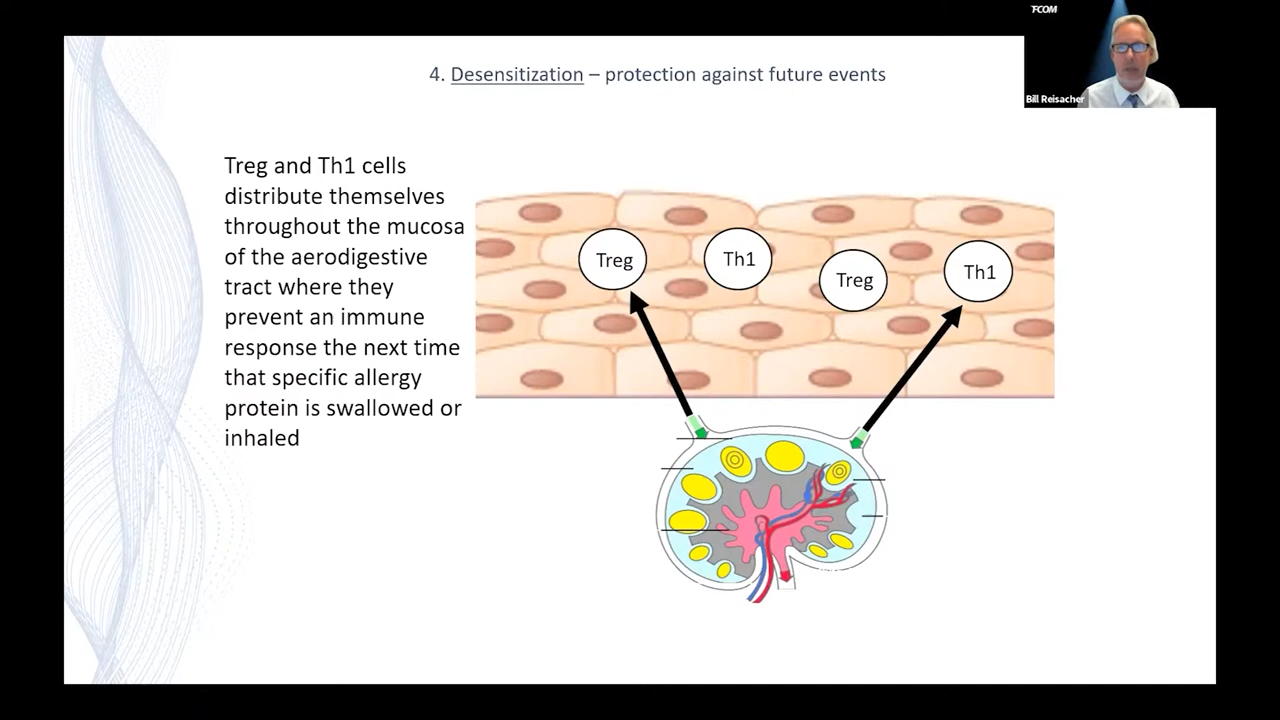 FCOM
Bill Reisacher
4. Desensitization – protection against future events
Treg and Th1 cells
distribute themselves
throughout the mucosa
of the aerodigestive
tract where they
prevent an immune
response the next time
that specific allergy
protein is swallowed or
inhaled
Treg
Th1
Treg
Th1